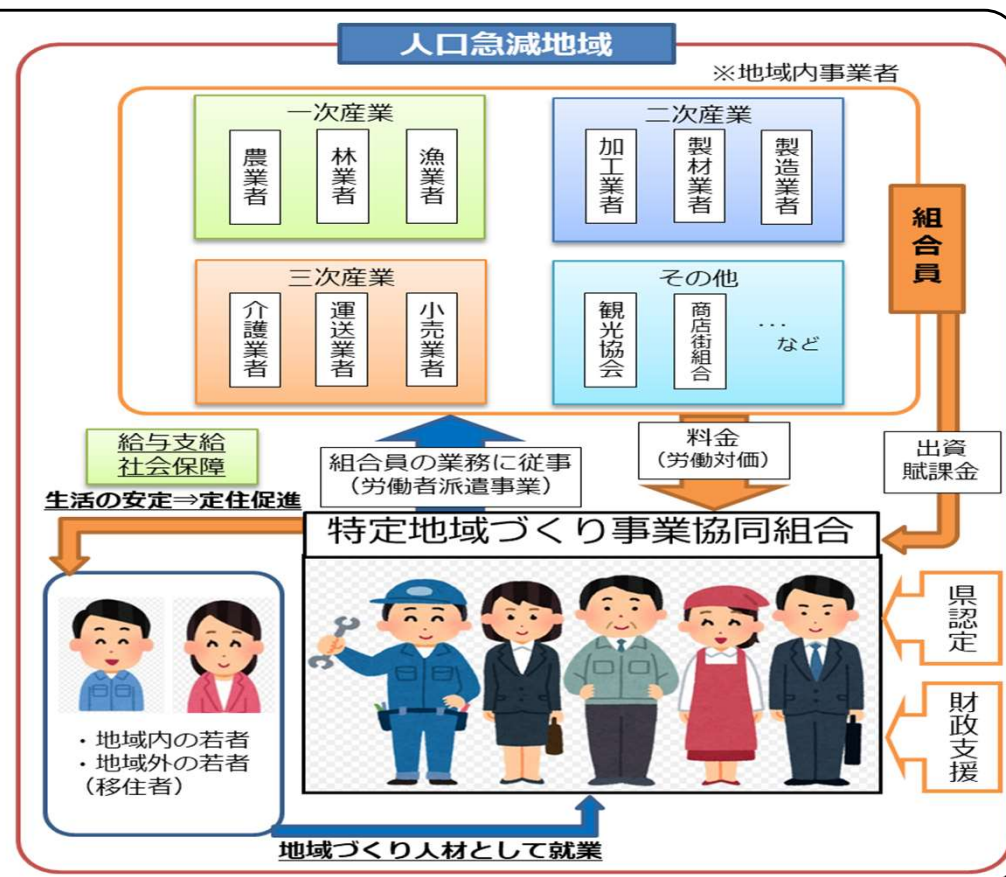 人口急減地域
※地域内事業者
一次産業
農業者
林業者
漁業者
二次産業
加工業者
製材業者
製造業者
三次産業
介護業者
運送業者
小売業者
その他
観光協会
商店街組合
…
など
組合員
給与支給
社会保障
生活の安定⇒定住促進
組合員の業務に従事
（労働者派遣事業）
料金
（労働対価）
出資
賦課金
特定地域づくり事業協同組合
県認定
財政支援
・地域内の若者
・地域外の若者
（移住者）
地域づくり人材として就業